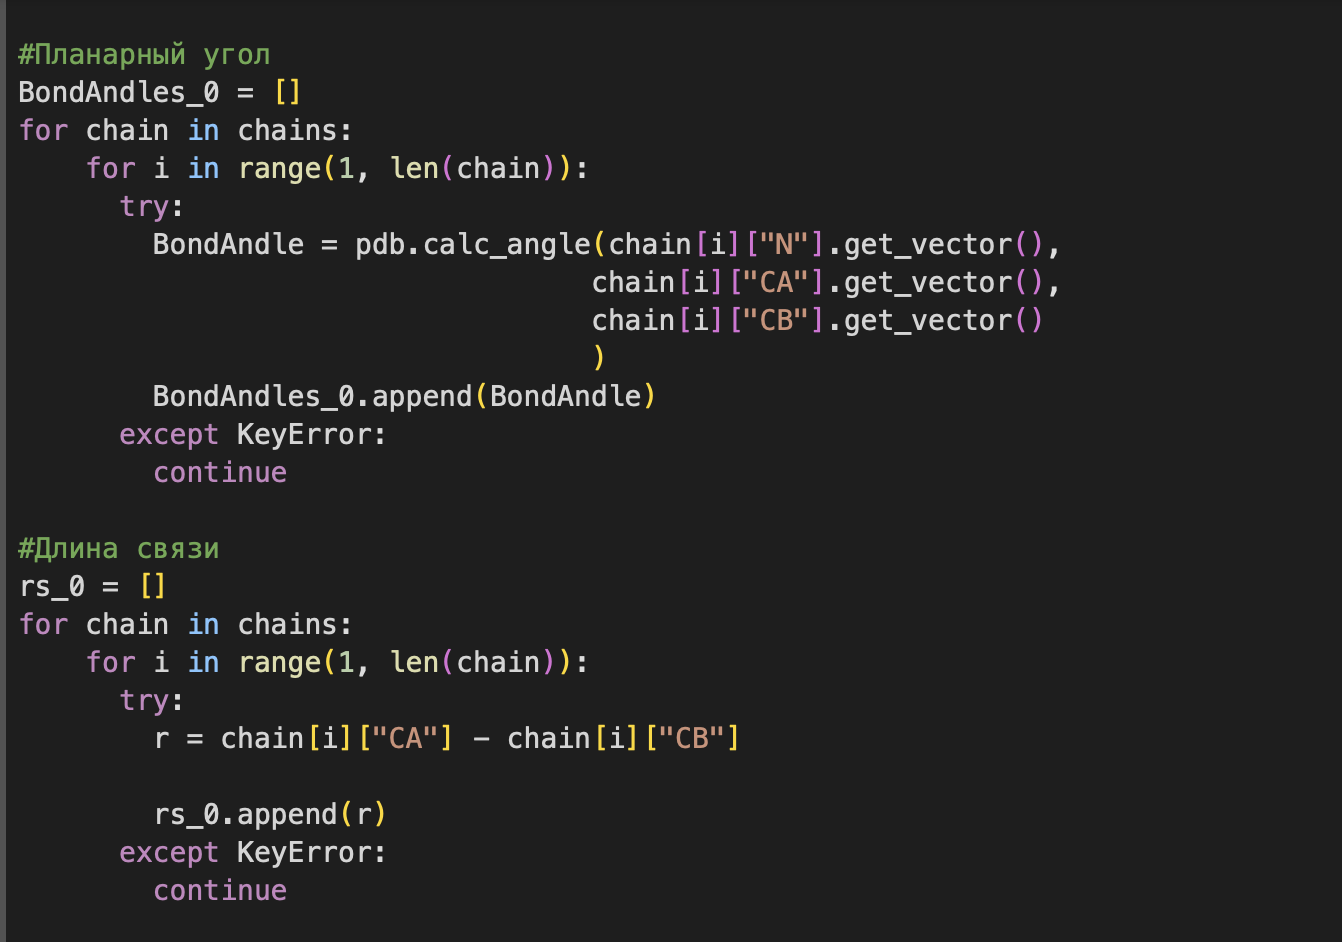 #Планарный угол
BondAndles_0 = []
for chain in chains:
    for i in range(1, len(chain)):
      try:
        BondAndle = pdb.calc_angle(chain[i]["N"].get_vector(),
                                  chain[i]["CA"].get_vector(),
                                  chain[i]["CB"].get_vector()
                                  )
        BondAndles_0.append(BondAndle)
      except KeyError:
        continue

#Длина связи
rs_0 = []
for chain in chains:
    for i in range(1, len(chain)):
      try:
        r = chain[i]["CA"] - chain[i]["CB"]

        rs_0.append(r)
      except KeyError:
        continue